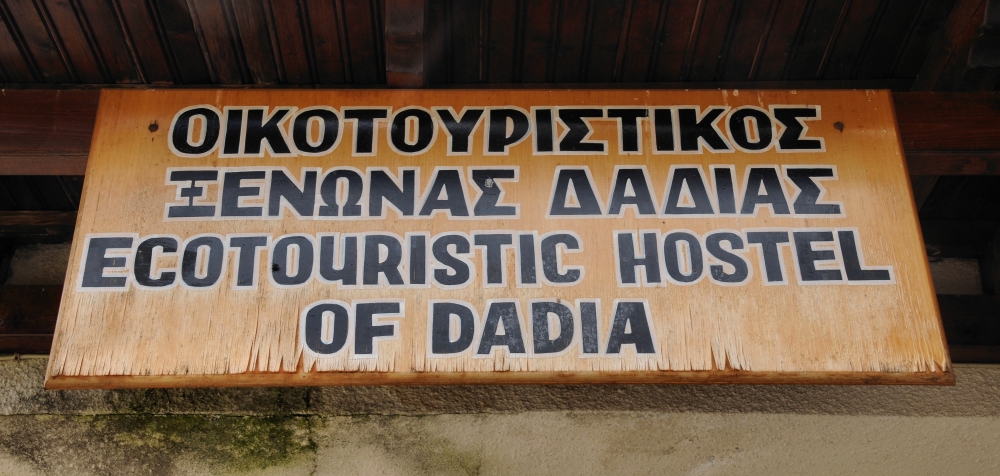 ΟΙΚΟΤΟΥΡΙΣΤΙΚΟΣ
ΞΕΝΩΝΑΣ ΔΑΔΙΑΣ
ECOTOURISTIC HOSTEL
OF DADIA